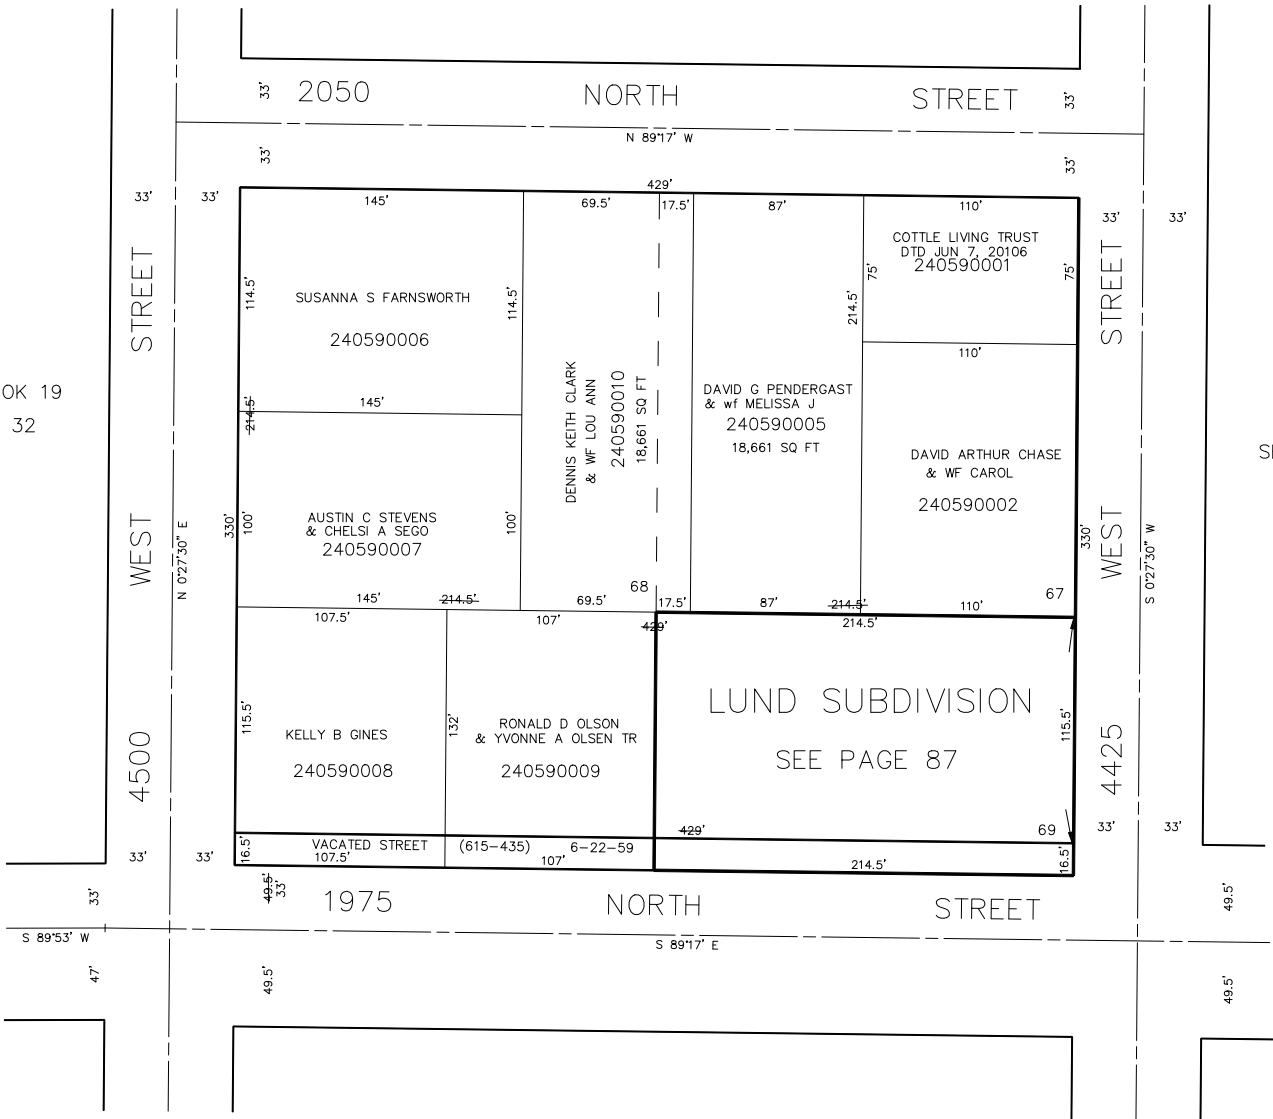 33'
2050 NORTH STREET
33'
N 89°17' W
33'
33'
33'
33'
429'
33'
33'
145'
69.5'
17.5'
87'
110'
COTTLE LIVING TRUST
DTD JUN 7, 20106
240590001
75'
75'
114.5'
114.5'
214.5'
SUSANNA S FARNSWORTH
240590006
110'
STREET
STREET
OK 19
32
145'
214.5'
DENNIS KEITH CLARK
& WF LOU ANN
240590010
18,661 SQ FT
DAVID G PENDERGAST
& wf MELISSA J
240590005
18,661 SQ FT
DAVID ARTHUR CHASE
& WF CAROL
240590002
WEST
WEST
N 0°27'30" E
S 0°27'30" W
330'
330'
100'
100'
AUSTIN C STEVENS
& CHELSI A SEGO
240590007
68
67
145'
214.5'
69.5'
17.5'
87'
214.5'
110'
107.5'
107'
429'
214.5'
LUND SUBDIVISION
SEE PAGE 87
115.5'
132'
115.5'
KELLY B GINES
240590008
RONALD D OLSON
& YVONNE A OLSEN TR
240590009
4500
4425
429'
69
33'
33'
33'
33'
16.5'
VACATED STREET (615-435) 6-22-59
107.5'
107'
214.5'
16.5'
33'
49.5'
33'
1975 NORTH STREET
49.5'
S 89°53' W
S 89°17' E
47'
49.5'
49.5'